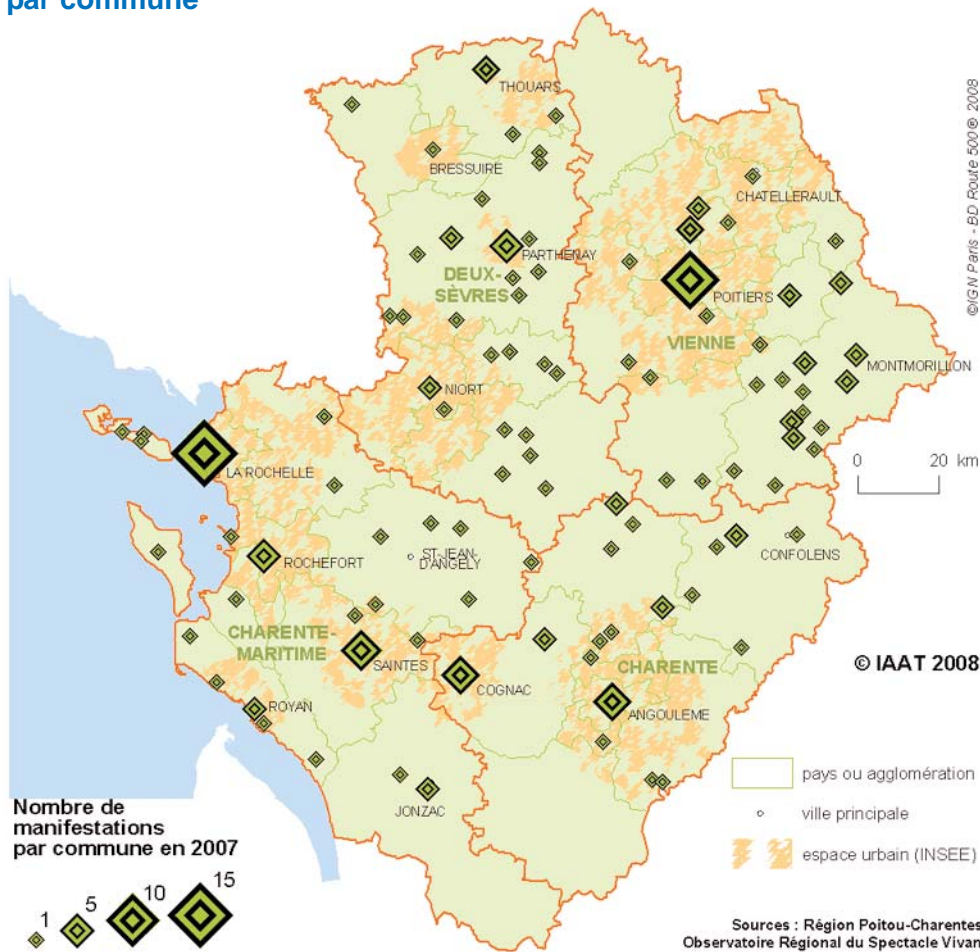 par commune
THOUARS
BRESSUIRE
CHATELLERAULT
PARTHENAY
DEUX-
SÈVRES
POITIERS
VIENNE
MONTMORILLON
NIORT
LA ROCHELLE
0 20 km
ROCHEFORT
ST-JEAN
D'ANGELY
CONFOLENS
CHARENTE-
MARITIME
SAINTES
COGNAC
CHARENTE
ANGOULEME
ROYAN
JONZAC
©IGN Paris - BD Route 500® 2008
© IAAT 2008
pays ou agglomération
ville principale
espace urbain (INSEE)
Nombre de
manifestations
par commune en 2007
1 5 10 15
Sources : Région Poitou-Charentes
Observatoire Régional du Spectacle Vivan